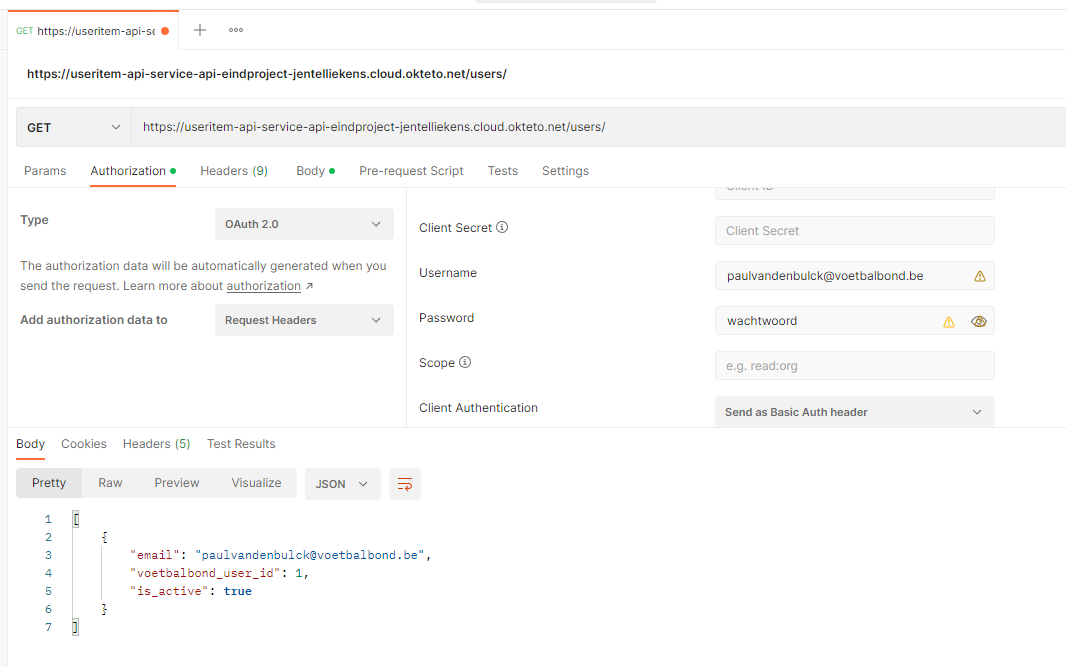 GET https://useritem-api-se
https://useritem-api-service-api-eindproject-jentelliekens.cloud.okteto.net/users/
GET https://useritem-api-service-api-eindproject-jentelliekens.cloud.okteto.net/users/
Params Authorization Headers (9) Body Pre-request Script Tests Settings
Client ID
Type OAuth 2.0
Client Secret Client Secret
The authorization data will be automatically generated when you
send the request. Learn more about authorization ↗
Username paulvandenbulck@voetbalbond.be
Add authorization data to Request Headers
Password wachtwoord
Scope e.g. read:org
Client Authentication Send as Basic Auth header
Body Cookies Headers (5) Test Results
Pretty Raw Preview Visualize JSON
1 [
2 {
3 "email": "paulvandenbulck@voetbalbond.be",
4 "voetbalbond_user_id": 1,
5 "is_active": true
6 }
7 ]